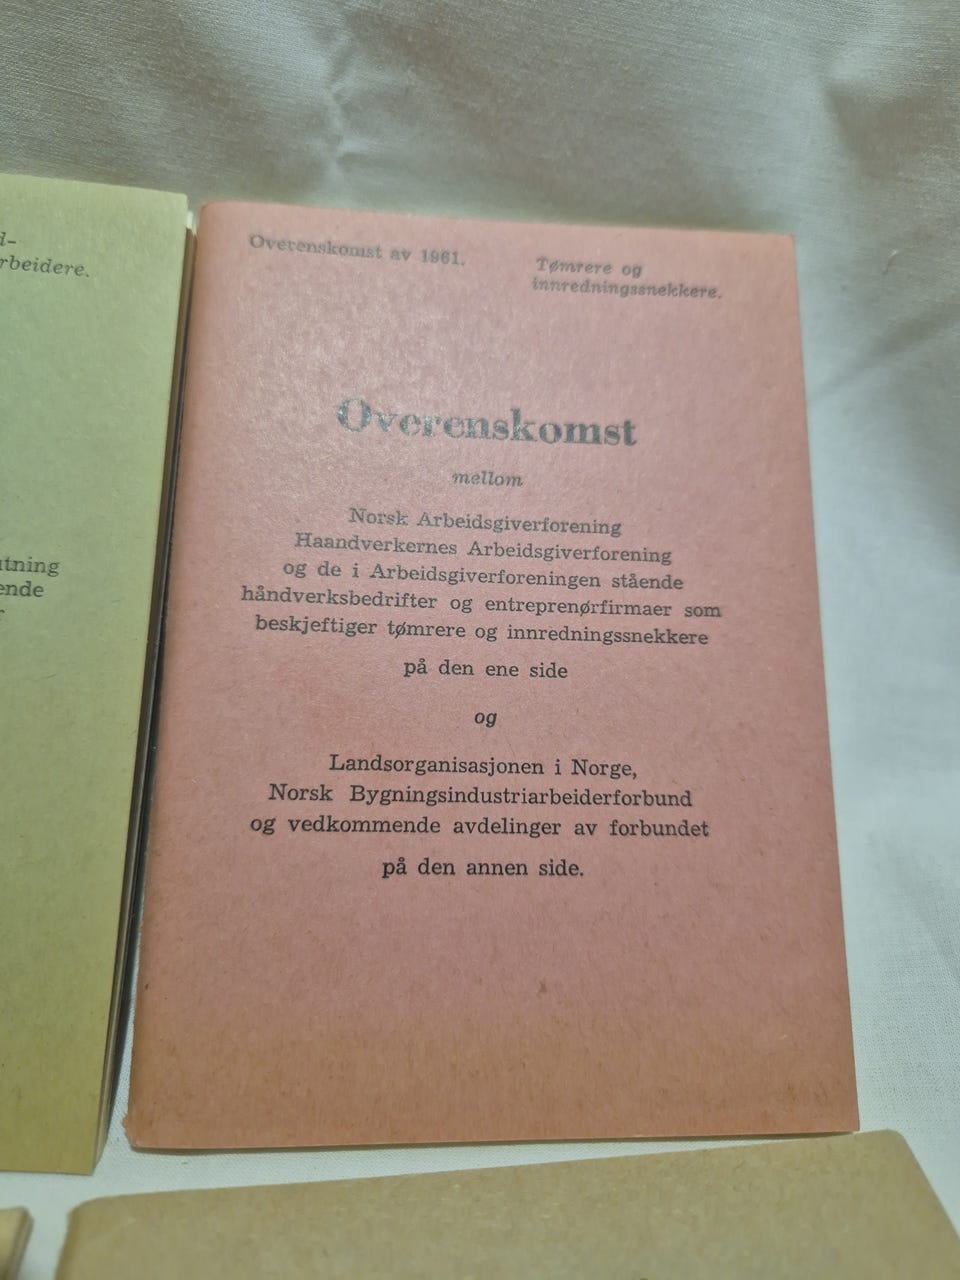 d-
rbeidere.
tning
ende
Overenskomst av 1961.
Tømrere og
innredningssnekkere.
Overenskomst
mellom
Norsk Arbeidsgiverforening
Haandverkernes Arbeidsgiverforening
og de i Arbeidsgiverforeningen stående
håndverksbedrifter og entreprenørfirmaer som
beskjeftiger tømrere og innredningssnekkere
på den ene side
og
Landsorganisasjonen i Norge,
Norsk Bygningsindustriarbeiderforbund
og vedkommende avdelinger av forbundet
på den annen side.